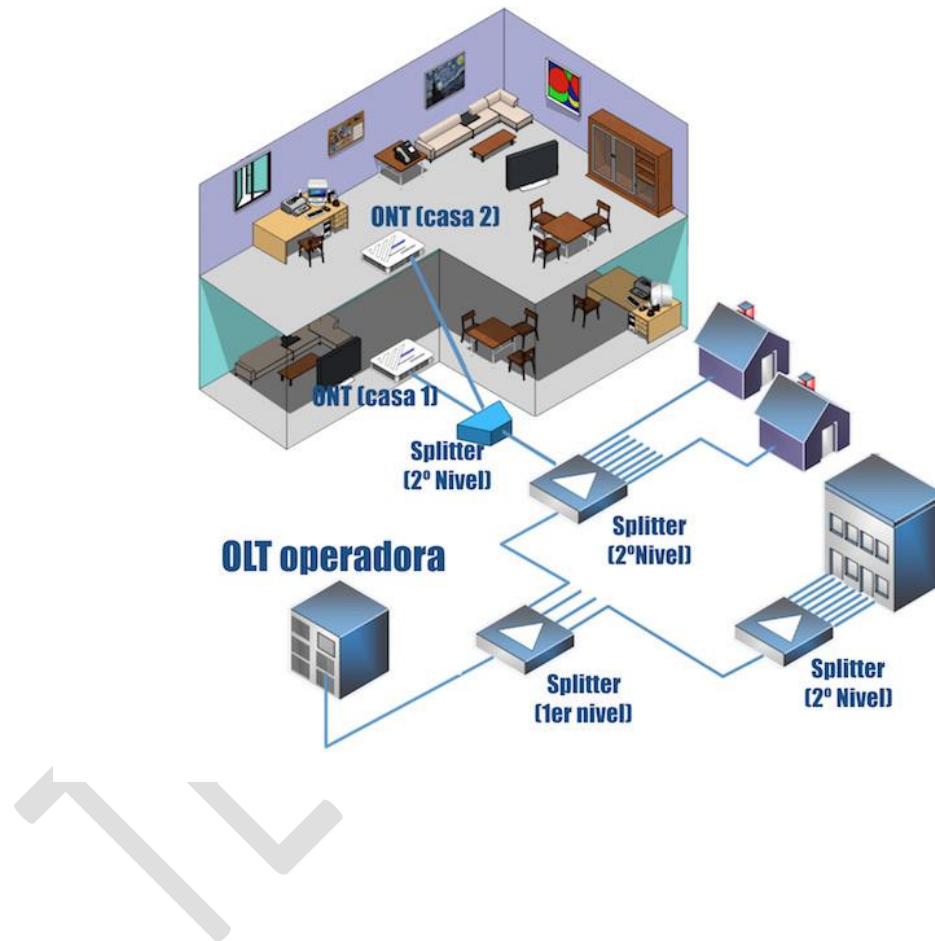 ONT (casa 2)
ONT (casa 1)
Splitter
(2º Nivel)
Splitter
(2ºNivel)
OLT operadora
Splitter
(1er nivel)
Splitter
(2º Nivel)